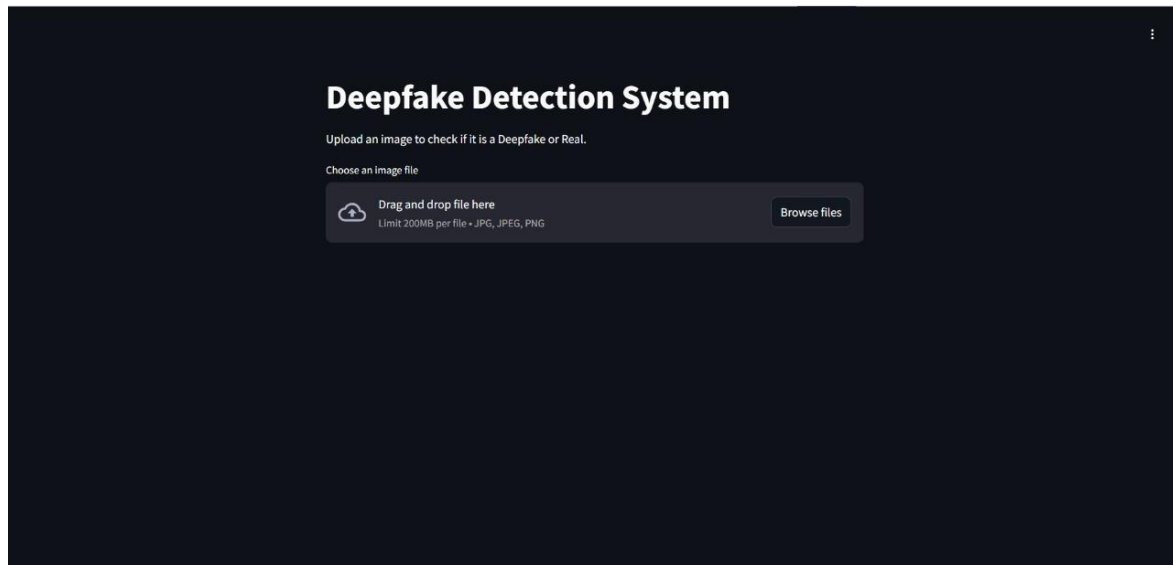 Deepfake Detection System
Upload an image to check if it is a Deepfake or Real.
Choose an image file
Drag and drop file here
Limit 200MB per file • JPG, JPEG, PNG
Browse files